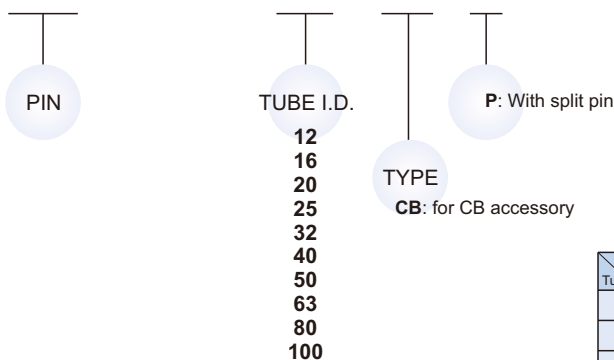 PIN
TUBE I.D.
P: With split pin
12
16
20
TYPE
25
CB: for CB accessory
32
40
50
63
80
100